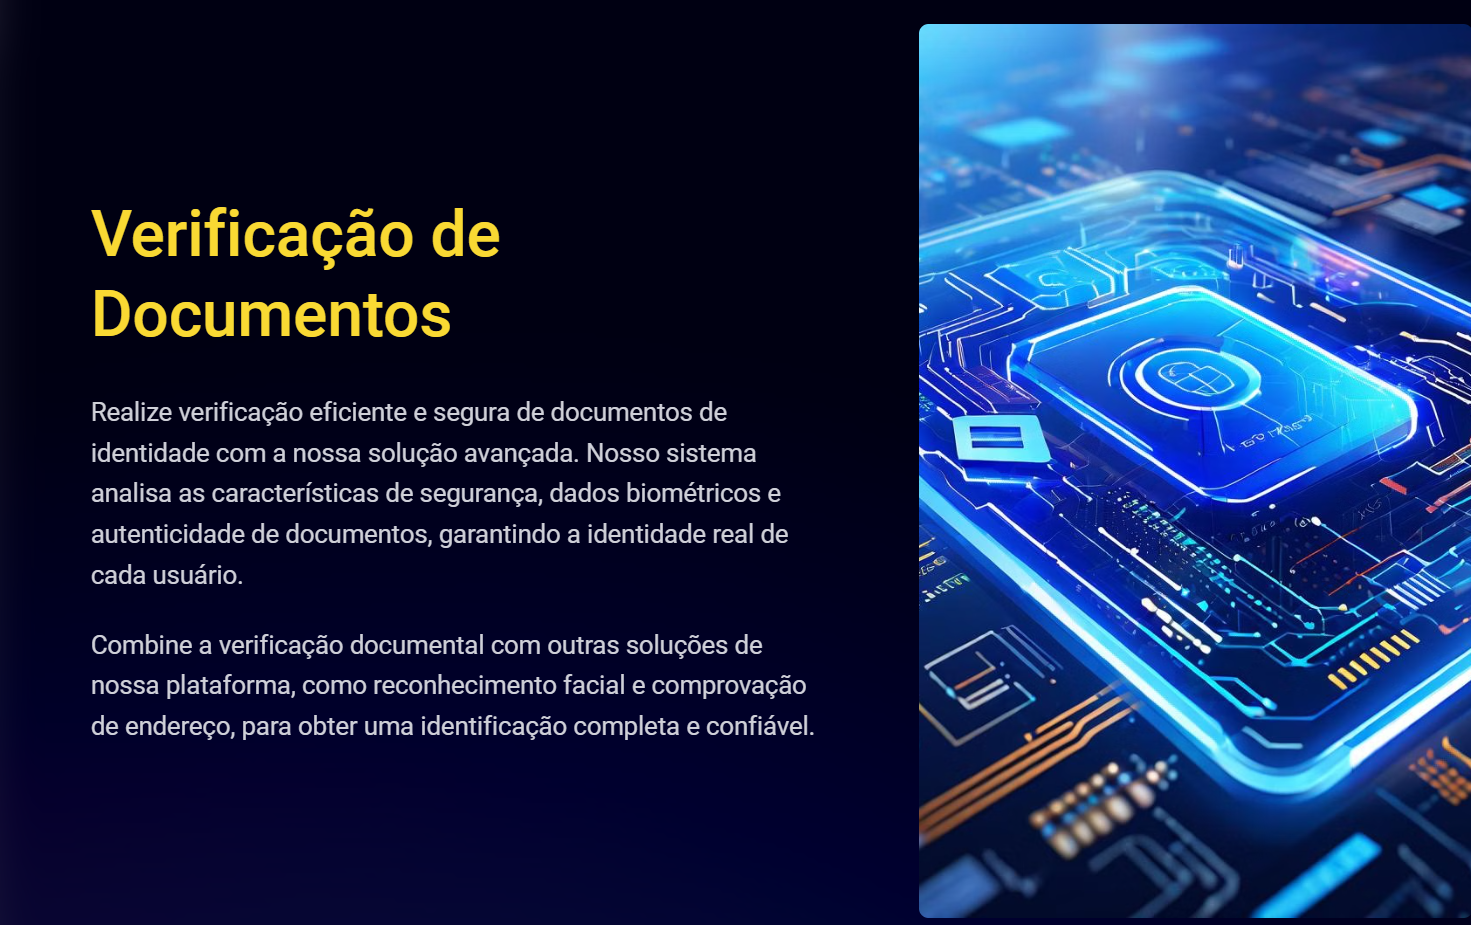 Verificação de
Documentos
Realize verificação eficiente e segura de documentos de
identidade com a nossa solução avançada. Nosso sistema
analisa as características de segurança, dados biométricos e
autenticidade de documentos, garantindo a identidade real de
cada usuário.
Combine a verificação documental com outras soluções de
nossa plataforma, como reconhecimento facial e comprovação
de endereço, para obter uma identificação completa e confiável.